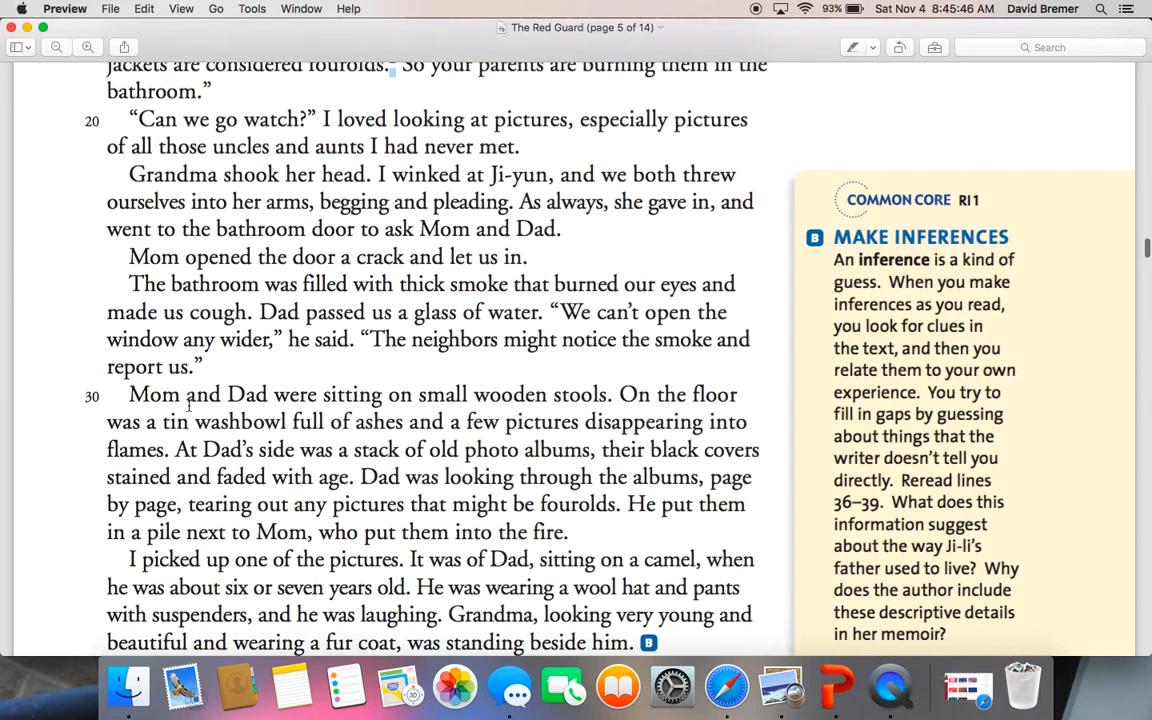 Preview File Edit View Go Tools Window Help 93% Sat Nov 4 8:45:46 AM David Bremer
The Red Guard (page 5 of 14)
Search
jackets are considered fourolds. So your parents are burning them in the
bathroom.”
20 “Can we go watch?” I loved looking at pictures, especially pictures
of all those uncles and aunts I had never met.
Grandma shook her head. I winked at Ji-yun, and we both threw
ourselves into her arms, begging and pleading. As always, she gave in, and
went to the bathroom door to ask Mom and Dad.
Mom opened the door a crack and let us in.
The bathroom was filled with thick smoke that burned our eyes and
made us cough. Dad passed us a glass of water. “We can’t open the
window any wider,” he said. “The neighbors might notice the smoke and
report us.”
30 Mom and Dad were sitting on small wooden stools. On the floor
was a tin washbowl full of ashes and a few pictures disappearing into
flames. At Dad’s side was a stack of old photo albums, their black covers
stained and faded with age. Dad was looking through the albums, page
by page, tearing out any pictures that might be fourolds. He put them
in a pile next to Mom, who put them into the fire.
I picked up one of the pictures. It was of Dad, sitting on a camel, when
he was about six or seven years old. He was wearing a wool hat and pants
with suspenders, and he was laughing. Grandma, looking very young and
beautiful and wearing a fur coat, was standing beside him. B
COMMON CORE RI 1
B MAKE INFERENCES
An inference is a kind of
guess. When you make
inferences as you read,
you look for clues in
the text, and then you
relate them to your own
experience. You try to
fill in gaps by guessing
about things that the
writer doesn’t tell you
directly. Reread lines
36–39. What does this
information suggest
about the way Ji-li’s
father used to live? Why
does the author include
these descriptive details
in her memoir?